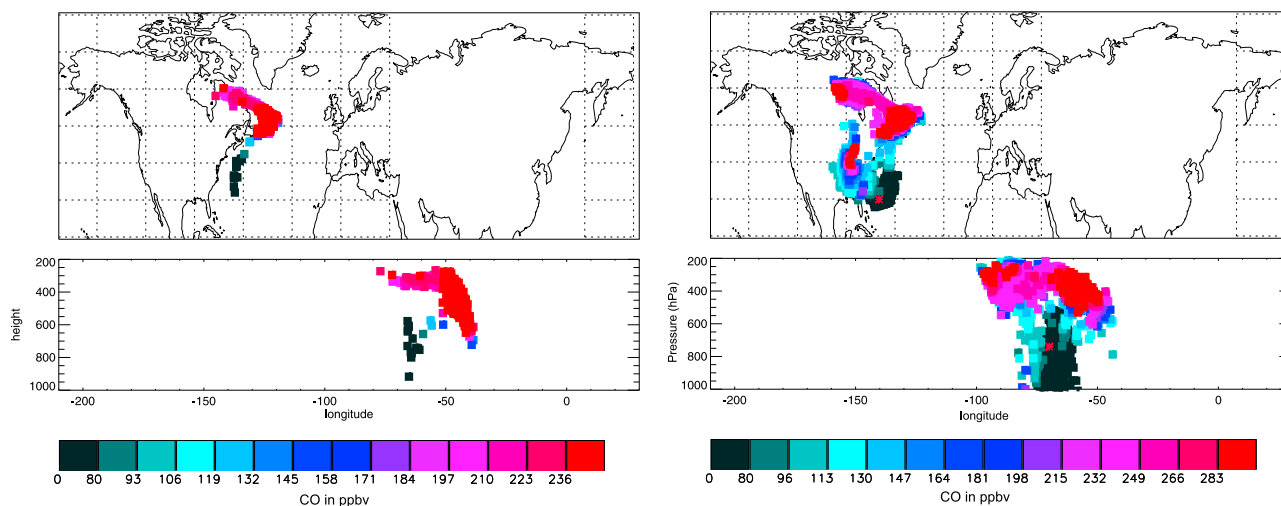 200
400
600
800
1000
height
-200 -150 -100 -50 0
longitude
0 80 93 106 119 132 145 158 171 184 197 210 223 236
CO in ppbv
200
400
600
800
1000
Pressure (hPa)
-200 -150 -100 -50 0
longitude
0 80 96 113 130 147 164 181 198 215 232 249 266 283
CO in ppbv